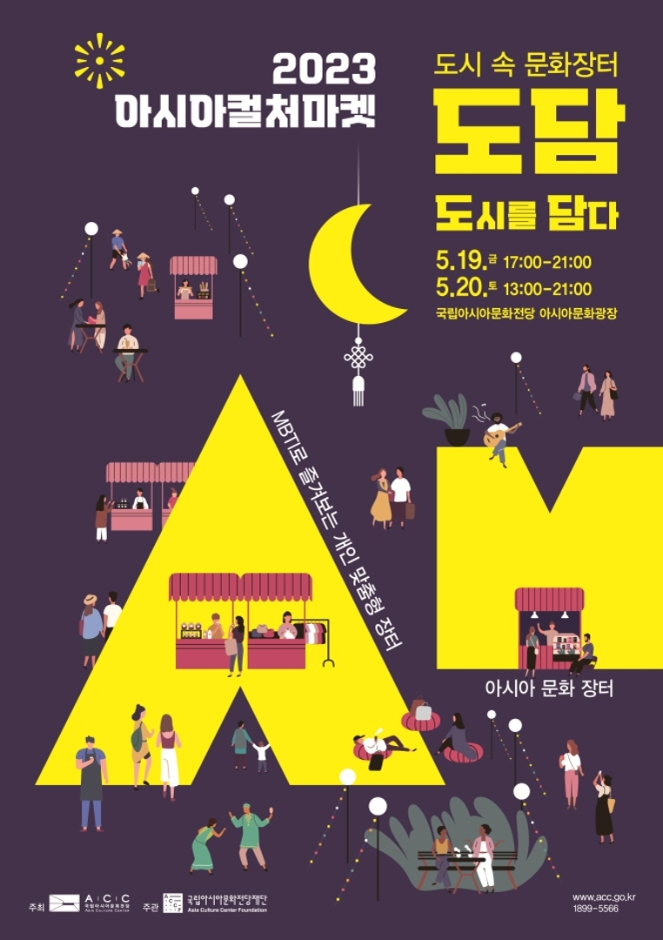 2023
아시아컬처마켓
도시 속 문화장터
도담
도시를 담다
5.19.금 17:00-21:00
5.20.토 13:00-21:00
국립아시아문화전당 아시아문화광장
MBTI로 즐겨보는 개인 맞춤형 장터
아시아 문화 장터
주최 A C C
국립아시아문화전당
Asia Culture Center
주관 국립아시아문화전당재단
Asia Culture Center Foundation
www.acc.go.kr
1899-5566